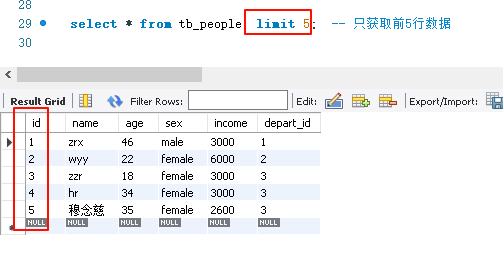 28
29 select * from tb_people limit 5; -- 只获取前5行数据
30
Result Grid Filter Rows: Edit: Export/Import:
id name age sex income depart_id
1 zrx 46 male 3000 1
2 wyy 22 female 6000 2
3 zzr 18 female 3000 3
4 hr 34 female 3000 3
5 穆念慈 35 female 2600 3
NULL NULL NULL NULL NULL NULL